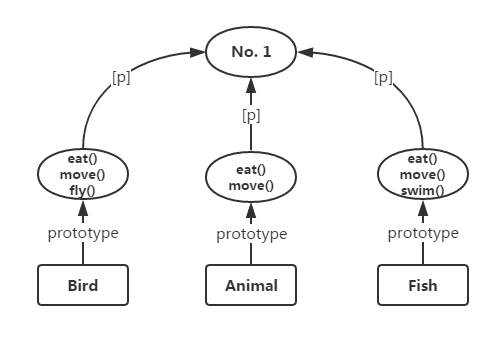 No. 1
[p]
[p]
[p]
eat()
move()
fly()
eat()
move()
eat()
move()
swim()
prototype
prototype
prototype
Bird
Animal
Fish